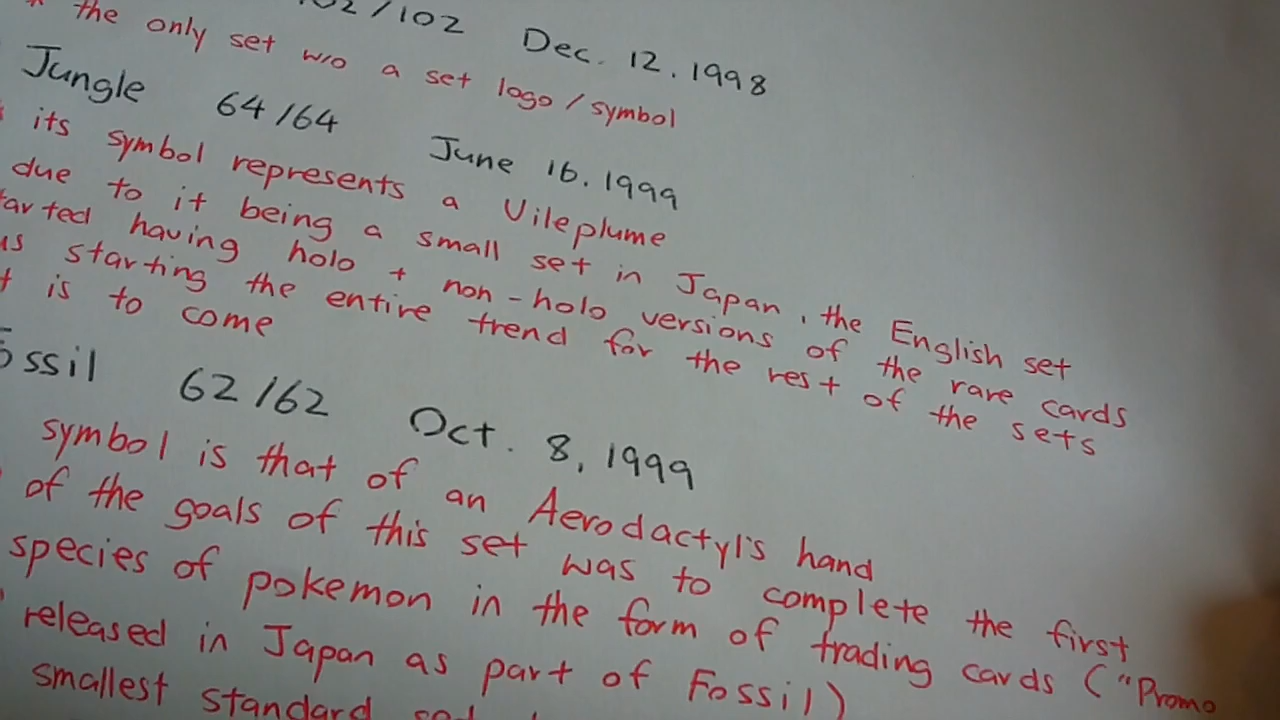 102/102 Dec. 12. 1998
the only set w/o a set logo/symbol
Jungle 64/64 June 16. 1999
its symbol represents a Vileplume
due to it being a small set in Japan, the English set
started having holo + non-holo versions of the rare cards
starting the entire trend for the rest of the sets
is to come
Fossil 62/62 Oct. 8, 1999
symbol is that of an Aerodactyl's hand
of the goals of this set was to complete the first
species of pokemon in the form of trading cards ("Promo
released in Japan as part of Fossil)
smallest standard